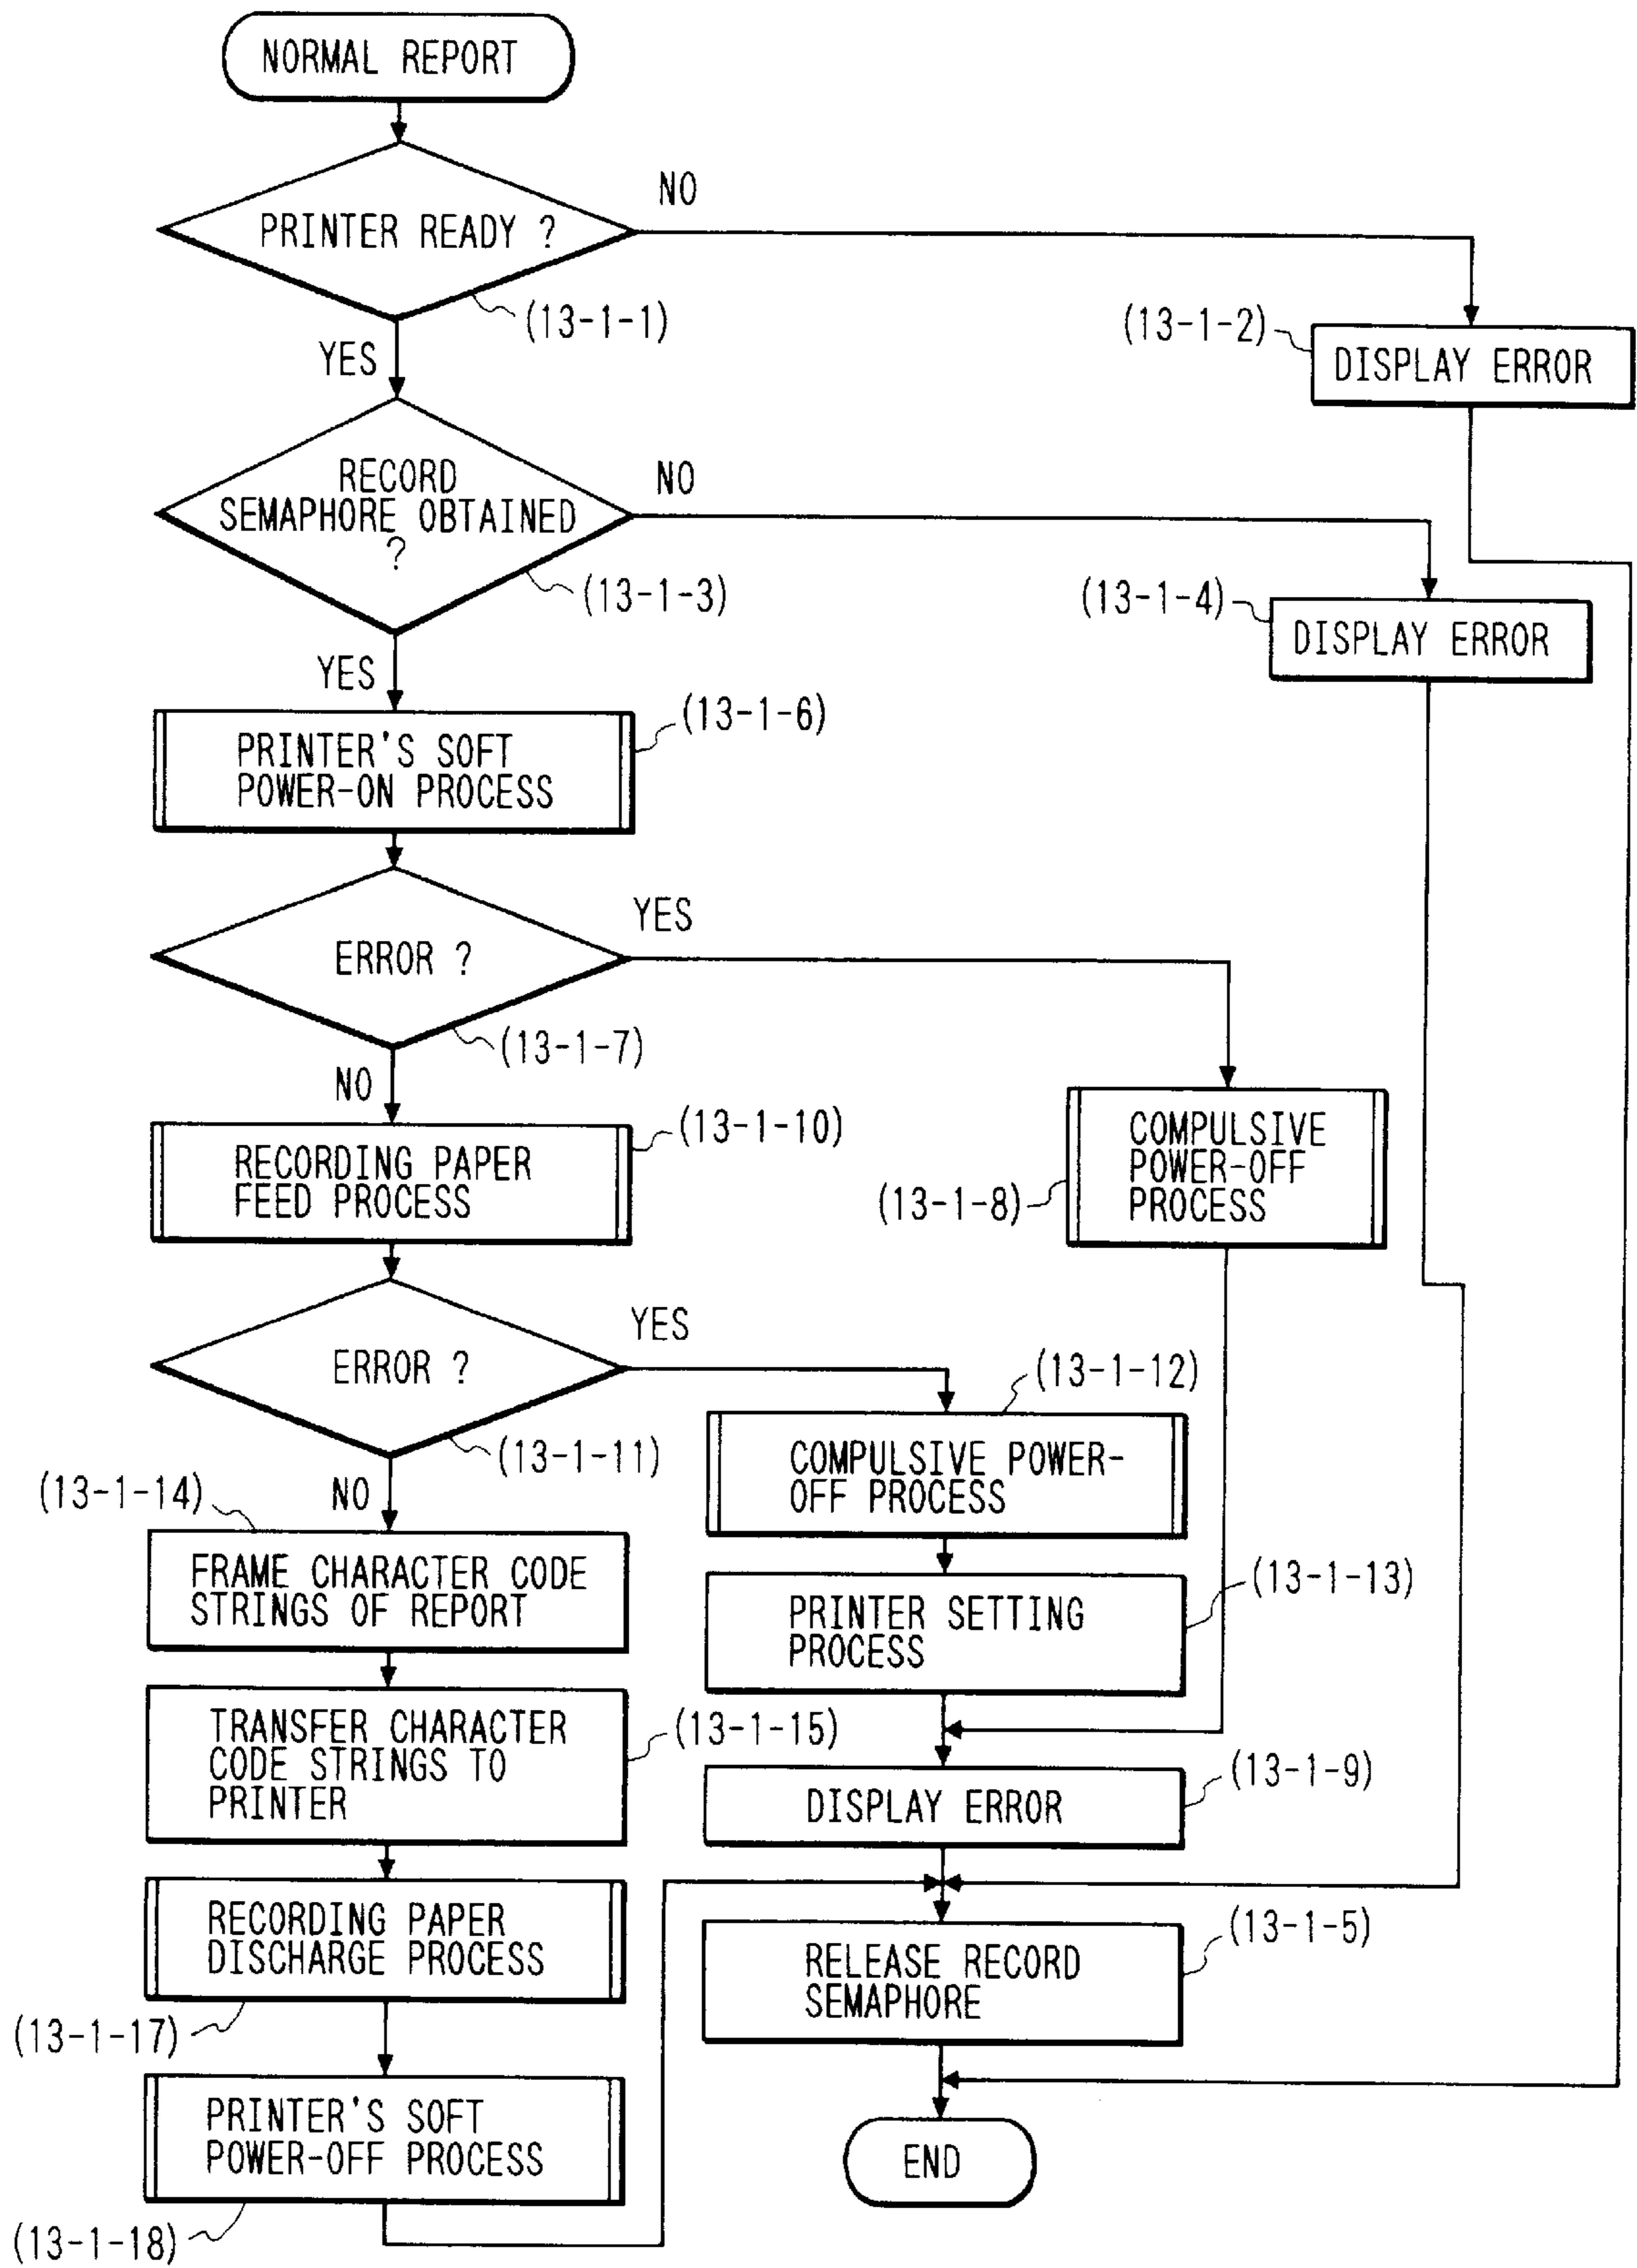 NORMAL REPORT
NO
PRINTER READY ?
(13-1-1)
(13-1-2)
DISPLAY ERROR
YES
RECORD
SEMAPHORE OBTAINED
?
NO
(13-1-3)
(13-1-4)
DISPLAY ERROR
YES
(13-1-6)
PRINTER'S SOFT
POWER-ON PROCESS
YES
ERROR ?
(13-1-7)
NO
(13-1-10)
RECORDING PAPER
FEED PROCESS
COMPULSIVE
POWER-OFF
PROCESS
(13-1-8)
YES
ERROR ?
(13-1-12)
(13-1-11)
COMPULSIVE POWER-
OFF PROCESS
(13-1-14)
NO
FRAME CHARACTER CODE
STRINGS OF REPORT
(13-1-13)
PRINTER SETTING
PROCESS
TRANSFER CHARACTER
CODE STRINGS TO
PRINTER
(13-1-15)
(13-1-9)
DISPLAY ERROR
RECORDING PAPER
DISCHARGE PROCESS
(13-1-5)
RELEASE RECORD
SEMAPHORE
(13-1-17)
PRINTER'S SOFT
POWER-OFF PROCESS
END
(13-1-18)